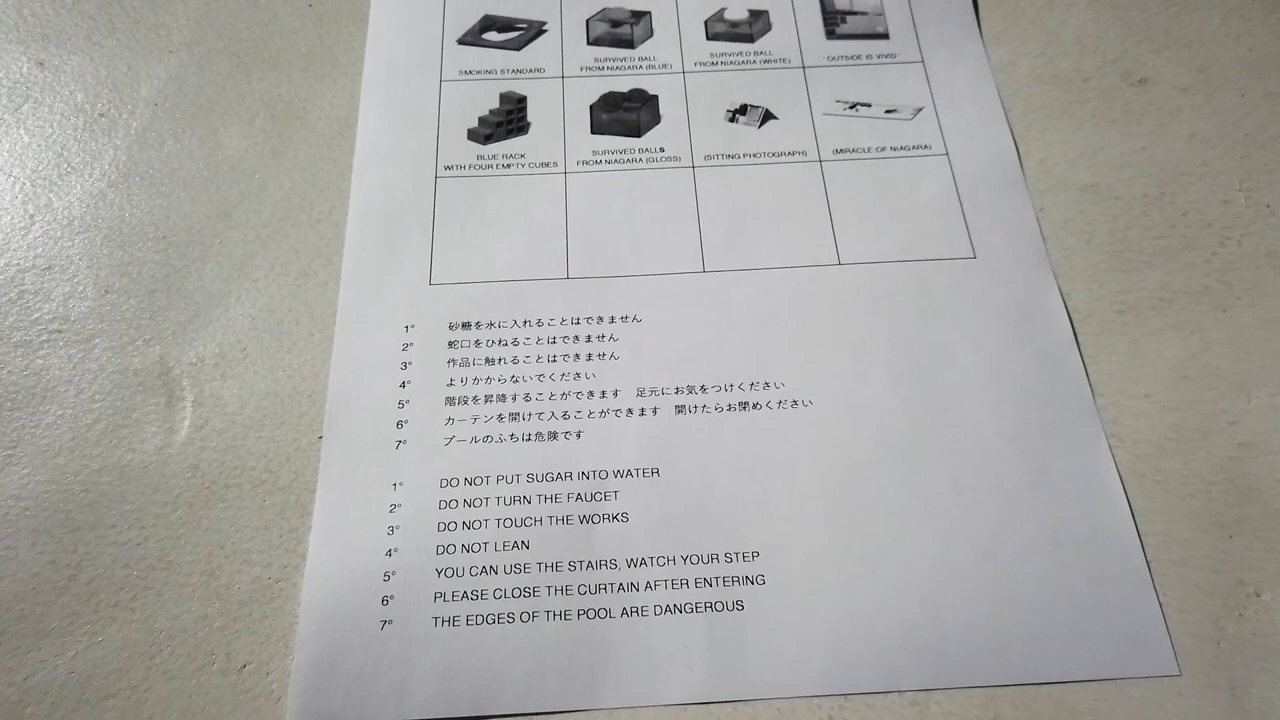 SMOKING STANDARD
SURVIVED BALL
FROM NIAGARA (BLUE)
SURVIVED BALL
FROM NIAGARA (WHITE)
' OUTSIDE IS VIVID '
BLUE RACK
WITH FOUR EMPTY CUBES
SURVIVED BALLS
FROM NIAGARA (GLOSS)
(SITTING PHOTOGRAPH)
(MIRACLE OF NIAGARA)
1° 砂糖を水に入れることはできません
2° 蛇口をひねることはできません
3° 作品に触れることはできません
4° よりかからないでください
5° 階段を昇降することができます 足元にお気をつけください
6° カーテンを開けて入ることができます 開けたらお閉めください
7° プールのふちは危険です
1° DO NOT PUT SUGAR INTO WATER
2° DO NOT TURN THE FAUCET
3° DO NOT TOUCH THE WORKS
4° DO NOT LEAN
5° YOU CAN USE THE STAIRS, WATCH YOUR STEP
6° PLEASE CLOSE THE CURTAIN AFTER ENTERING
7° THE EDGES OF THE POOL ARE DANGEROUS